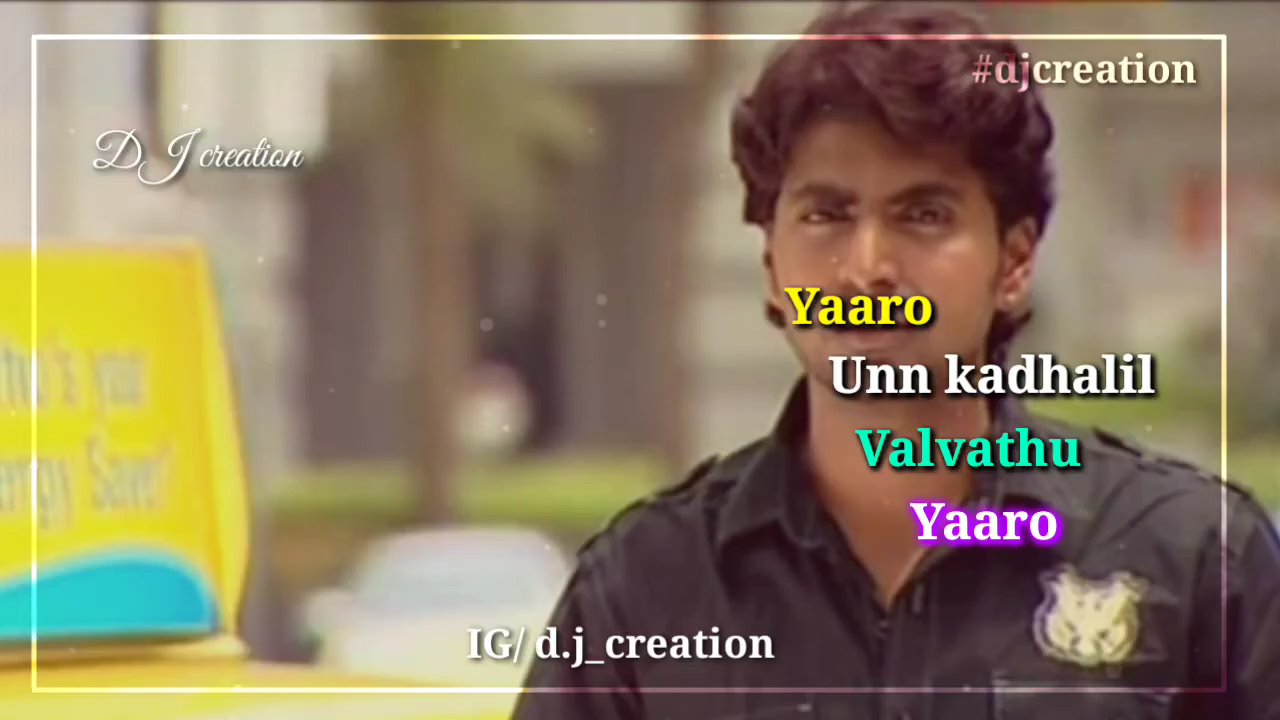 #djcreation
DJ creation
Yaaro
Unn kadhalil
Valvathu
Yaaro
IG/ d.j_creation